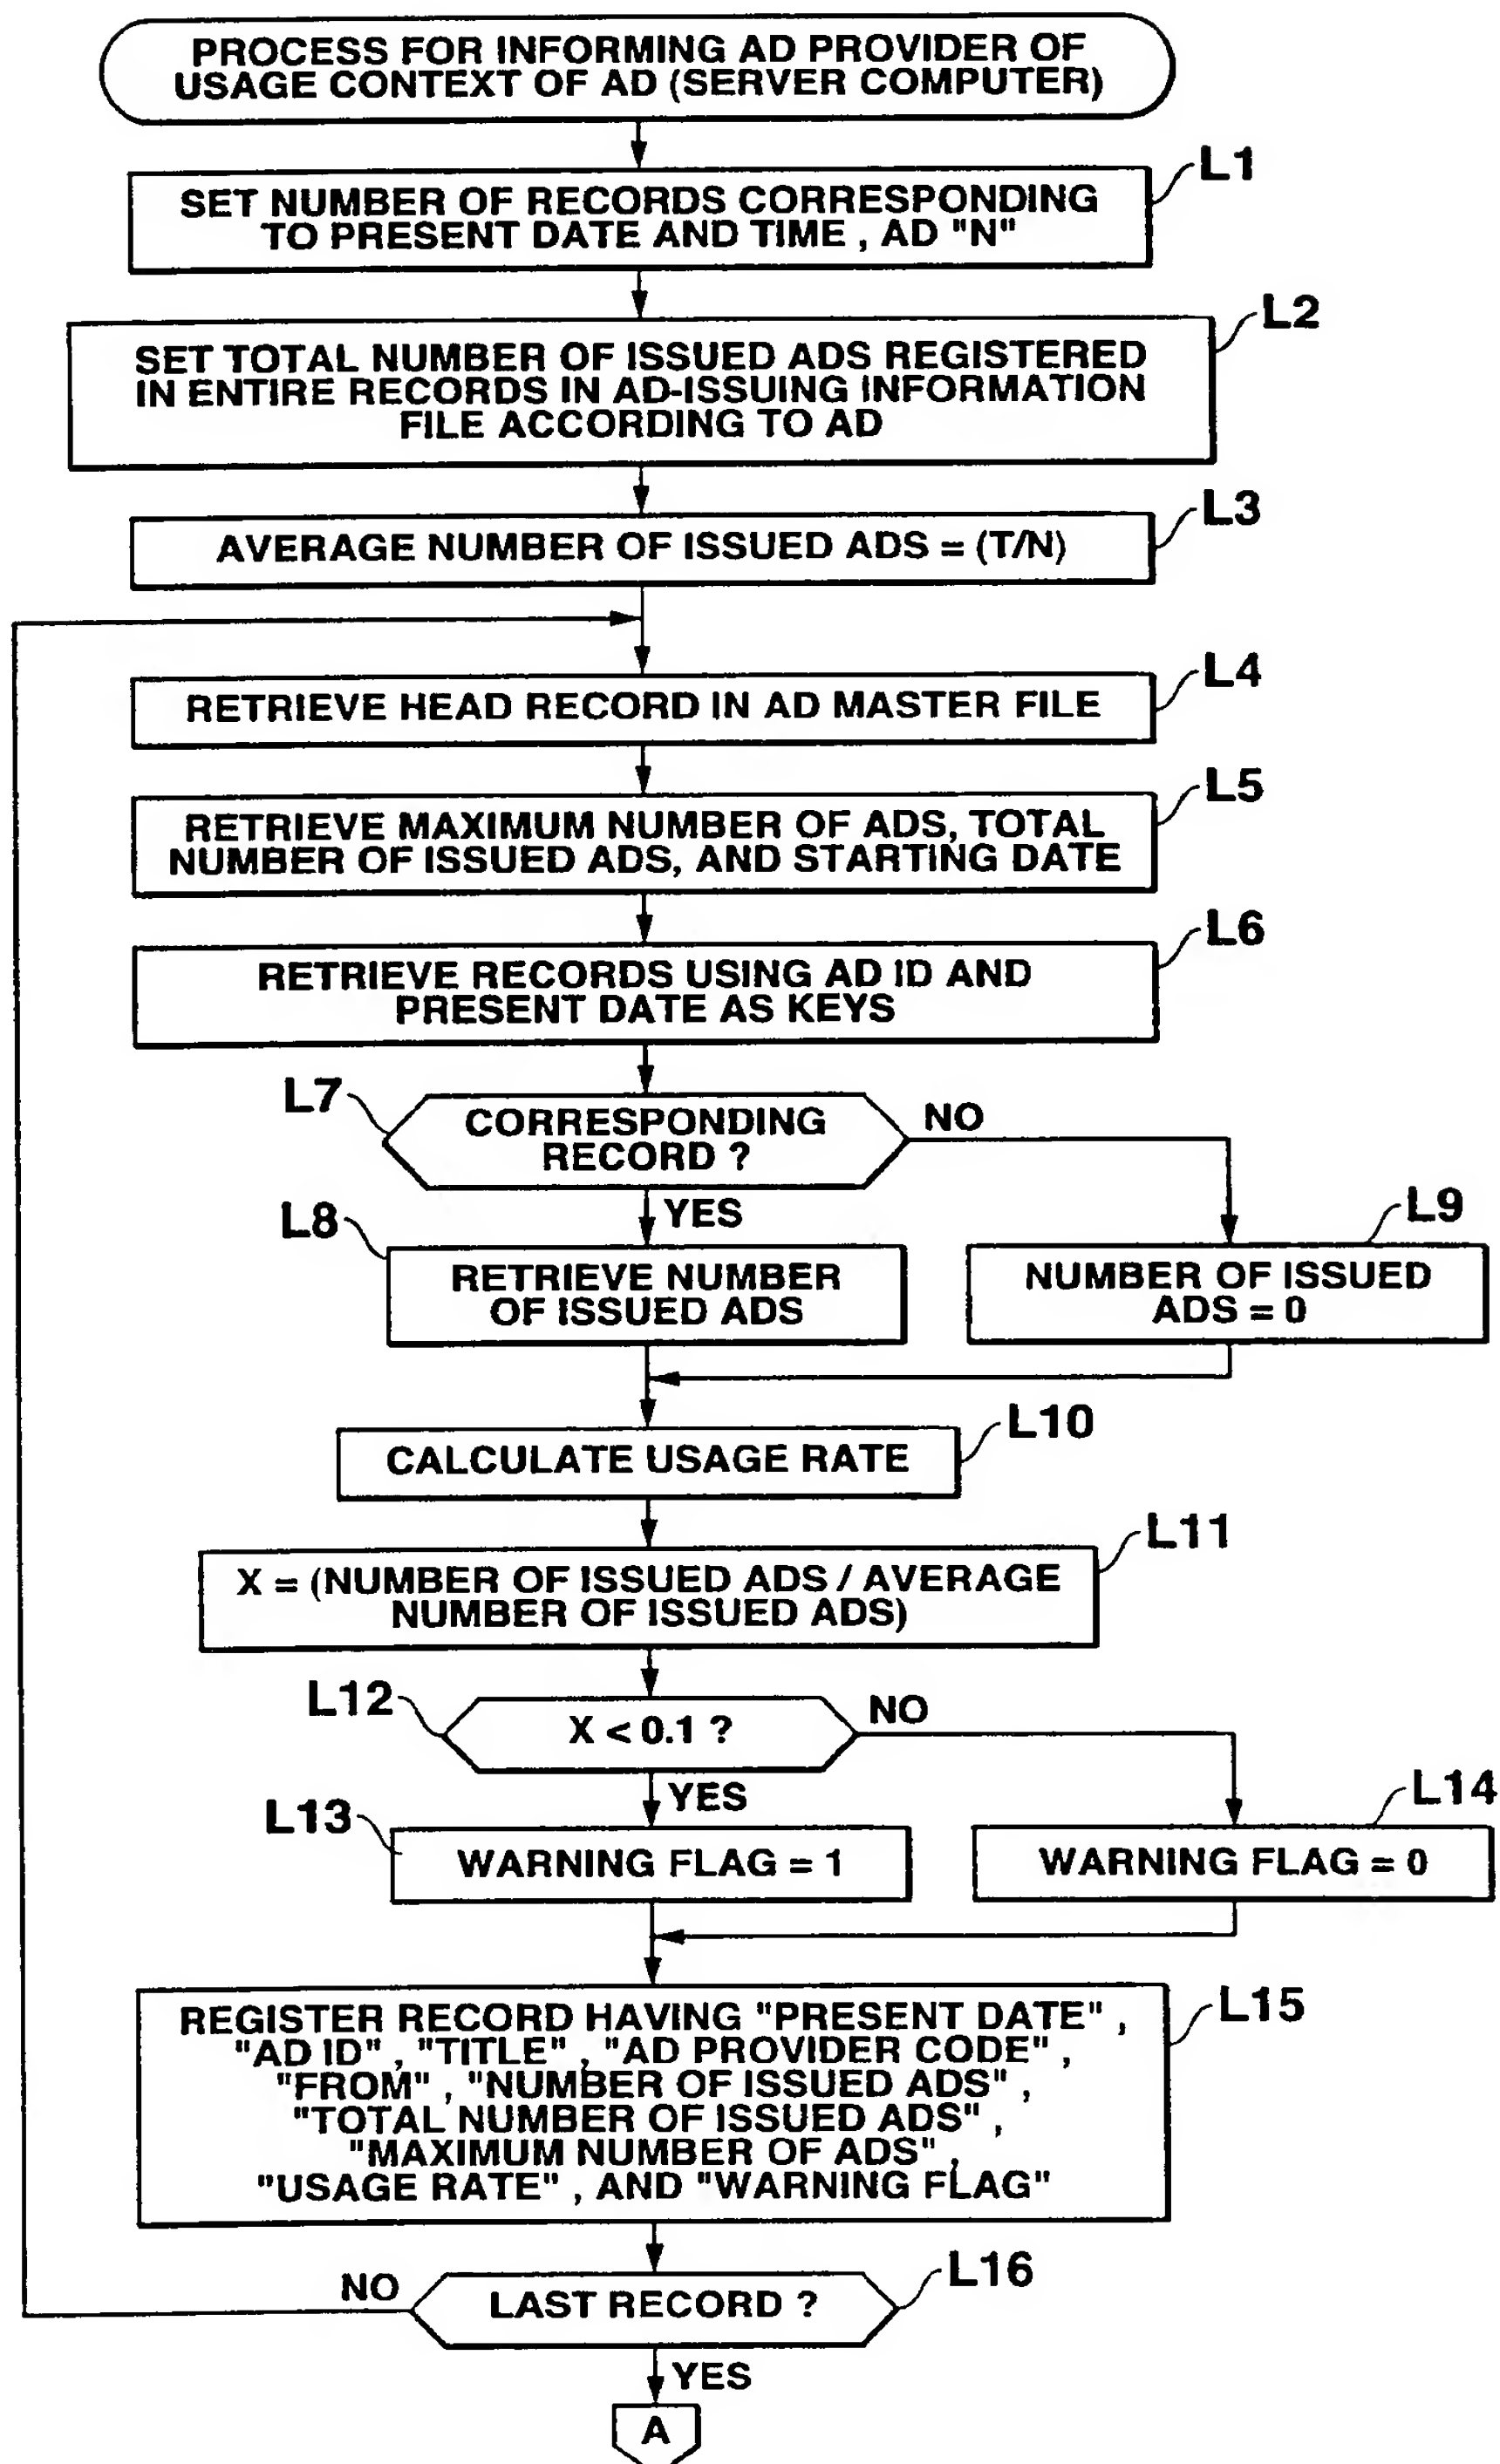 PROCESS FOR INFORMING AD PROVIDER OF
USAGE CONTEXT OF AD (SERVER COMPUTER)
L1
SET NUMBER OF RECORDS CORRESPONDING
TO PRESENT DATE AND TIME , AD "N"
L2
SET TOTAL NUMBER OF ISSUED ADS REGISTERED
IN ENTIRE RECORDS IN AD-ISSUING INFORMATION
FILE ACCORDING TO AD
L3
AVERAGE NUMBER OF ISSUED ADS = (T/N)
L4
RETRIEVE HEAD RECORD IN AD MASTER FILE
L5
RETRIEVE MAXIMUM NUMBER OF ADS, TOTAL
NUMBER OF ISSUED ADS, AND STARTING DATE
L6
RETRIEVE RECORDS USING AD ID AND
PRESENT DATE AS KEYS
L7
CORRESPONDING
RECORD ?
NO
YES
L8
RETRIEVE NUMBER
OF ISSUED ADS
L9
NUMBER OF ISSUED
ADS = 0
L10
CALCULATE USAGE RATE
L11
X = (NUMBER OF ISSUED ADS / AVERAGE
NUMBER OF ISSUED ADS)
L12
X < 0.1 ?
NO
YES
L13
WARNING FLAG = 1
L14
WARNING FLAG = 0
L15
REGISTER RECORD HAVING "PRESENT DATE" ,
"AD ID" , "TITLE" , "AD PROVIDER CODE" ,
"FROM" , "NUMBER OF ISSUED ADS" ,
"TOTAL NUMBER OF ISSUED ADS" ,
"MAXIMUM NUMBER OF ADS" ,
"USAGE RATE" , AND "WARNING FLAG"
L16
NO
LAST RECORD ?
YES
A